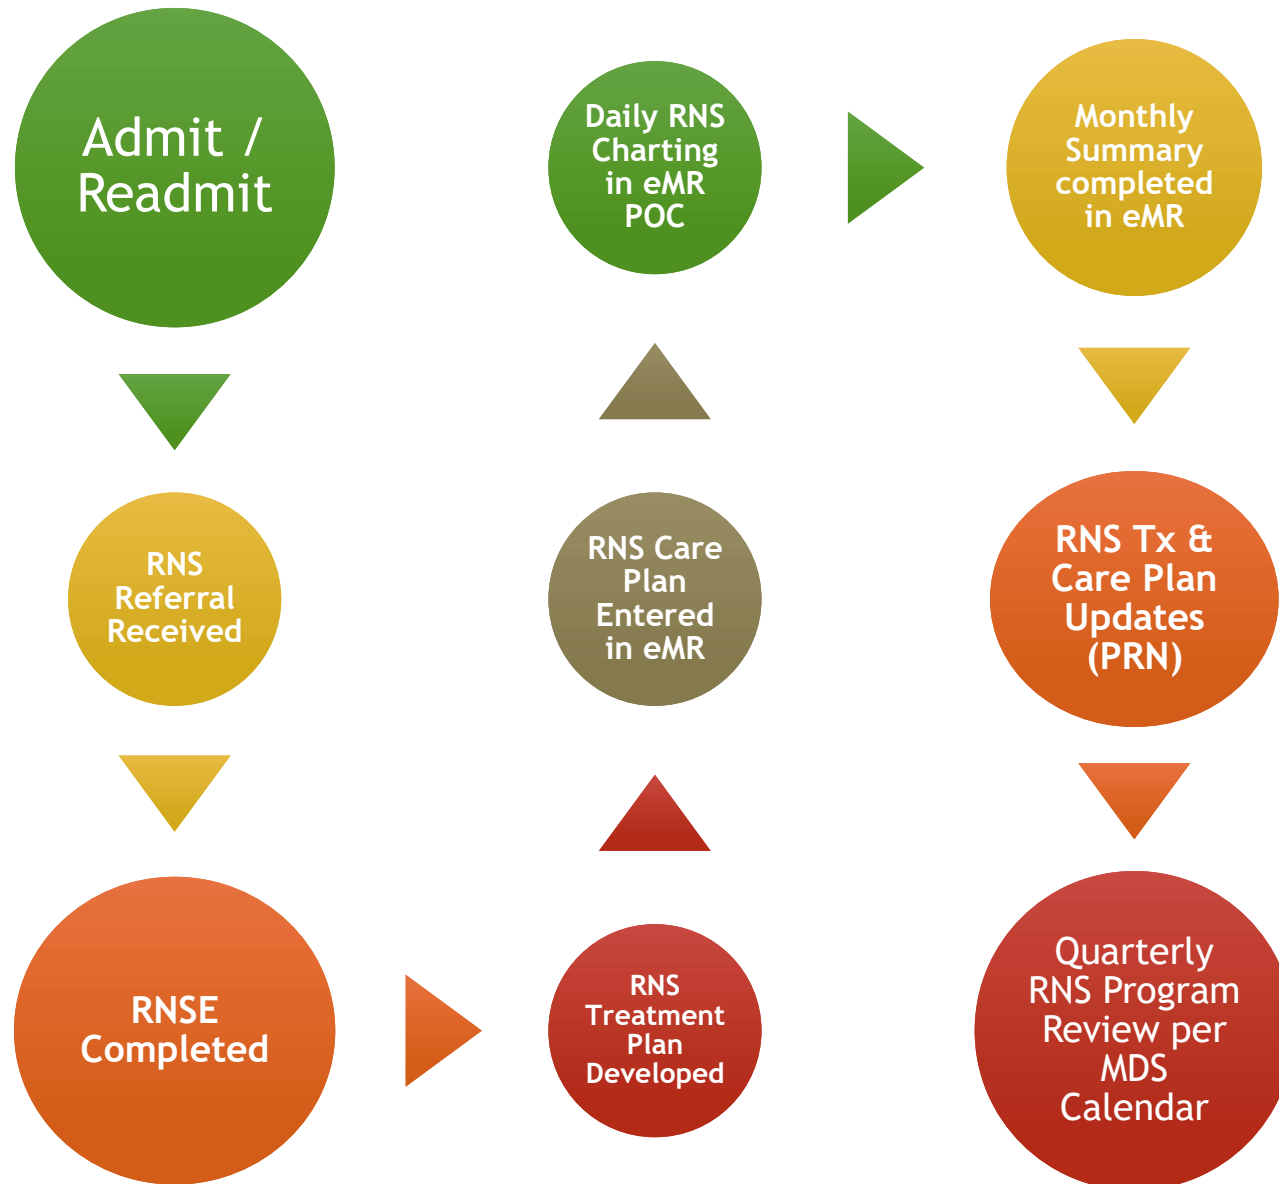 Admit /
Readmit
RNS
Referral
Received
RNSE
Completed
RNS
Treatment
Plan
Developed
RNS Care
Plan
Entered
in eMR
Daily RNS
Charting
in eMR
POC
Monthly
Summary
completed
in eMR
RNS Tx &
Care Plan
Updates
(PRN)
Quarterly
RNS Program
Review per
MDS
Calendar